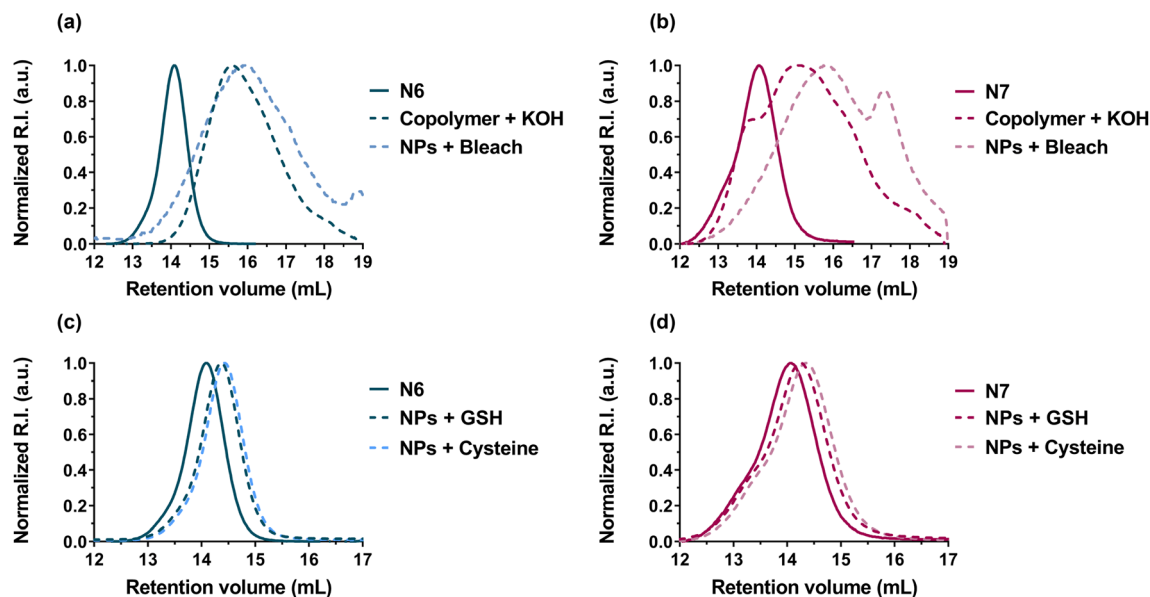 (a)
Normalized R.I. (a.u.)
1.0
0.8
0.6
0.4
0.2
0.0
12 13 14 15 16 17 18 19
Retention volume (mL)
N6
Copolymer + KOH
NPs + Bleach
(b)
Normalized R.I. (a.u.)
1.0
0.8
0.6
0.4
0.2
0.0
12 13 14 15 16 17 18 19
Retention volume (mL)
N7
Copolymer + KOH
NPs + Bleach
(c)
Normalized R.I. (a.u.)
1.0
0.8
0.6
0.4
0.2
0.0
12 13 14 15 16 17
Retention volume (mL)
N6
NPs + GSH
NPs + Cysteine
(d)
Normalized R.I. (a.u.)
1.0
0.8
0.6
0.4
0.2
0.0
12 13 14 15 16 17
Retention volume (mL)
N7
NPs + GSH
NPs + Cysteine